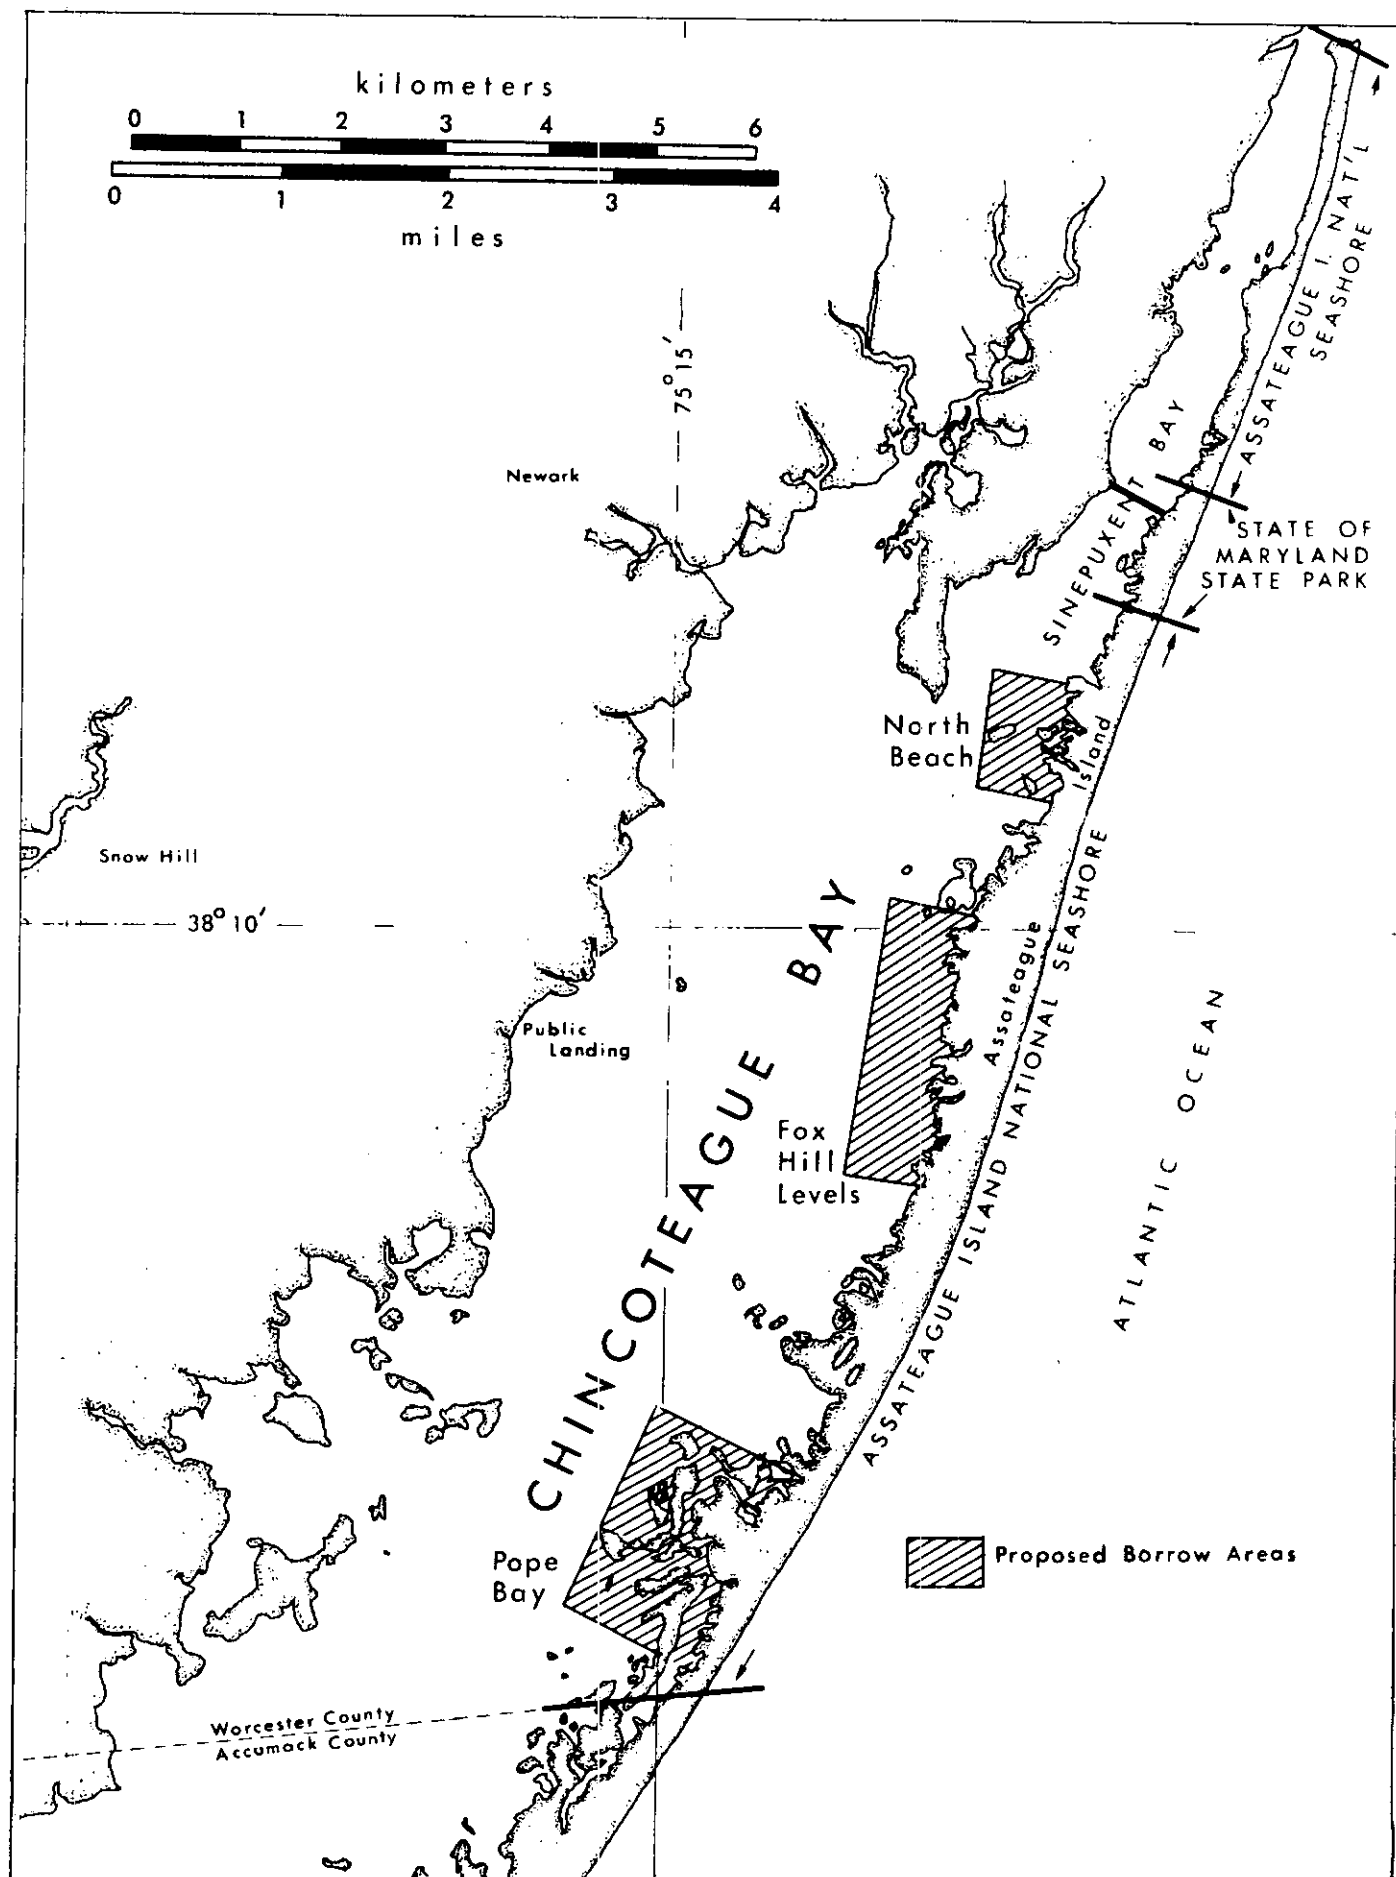 kilometers
0 1 2 3 4 5 6
0 1 2 3 4
miles
ASSATEAGUE I. NAT'L
SEASHORE
75° 15'
Newark
SINEPUXENT BAY
STATE OF
MARYLAND
STATE PARK
North
Beach
Island
Snow Hill
38° 10'
Assateague
ASSATEAGUE ISLAND NATIONAL SEASHORE
Public
Landing
CHINCOTEAGUE BAY
ATLANTIC OCEAN
Fox
Hill
Levels
Pope
Bay
Proposed Borrow Areas
Worcester County
Accumack County